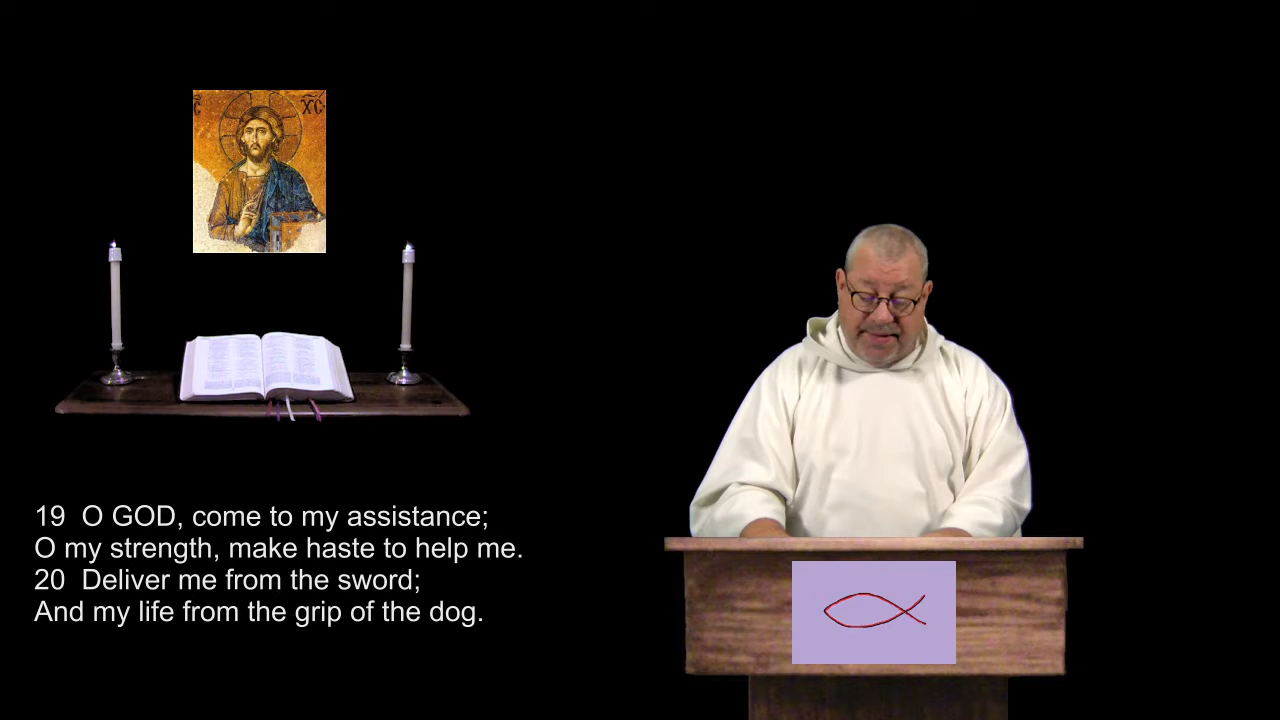 C
XC
19 O GOD, come to my assistance;
O my strength, make haste to help me.
20 Deliver me from the sword;
And my life from the grip of the dog.